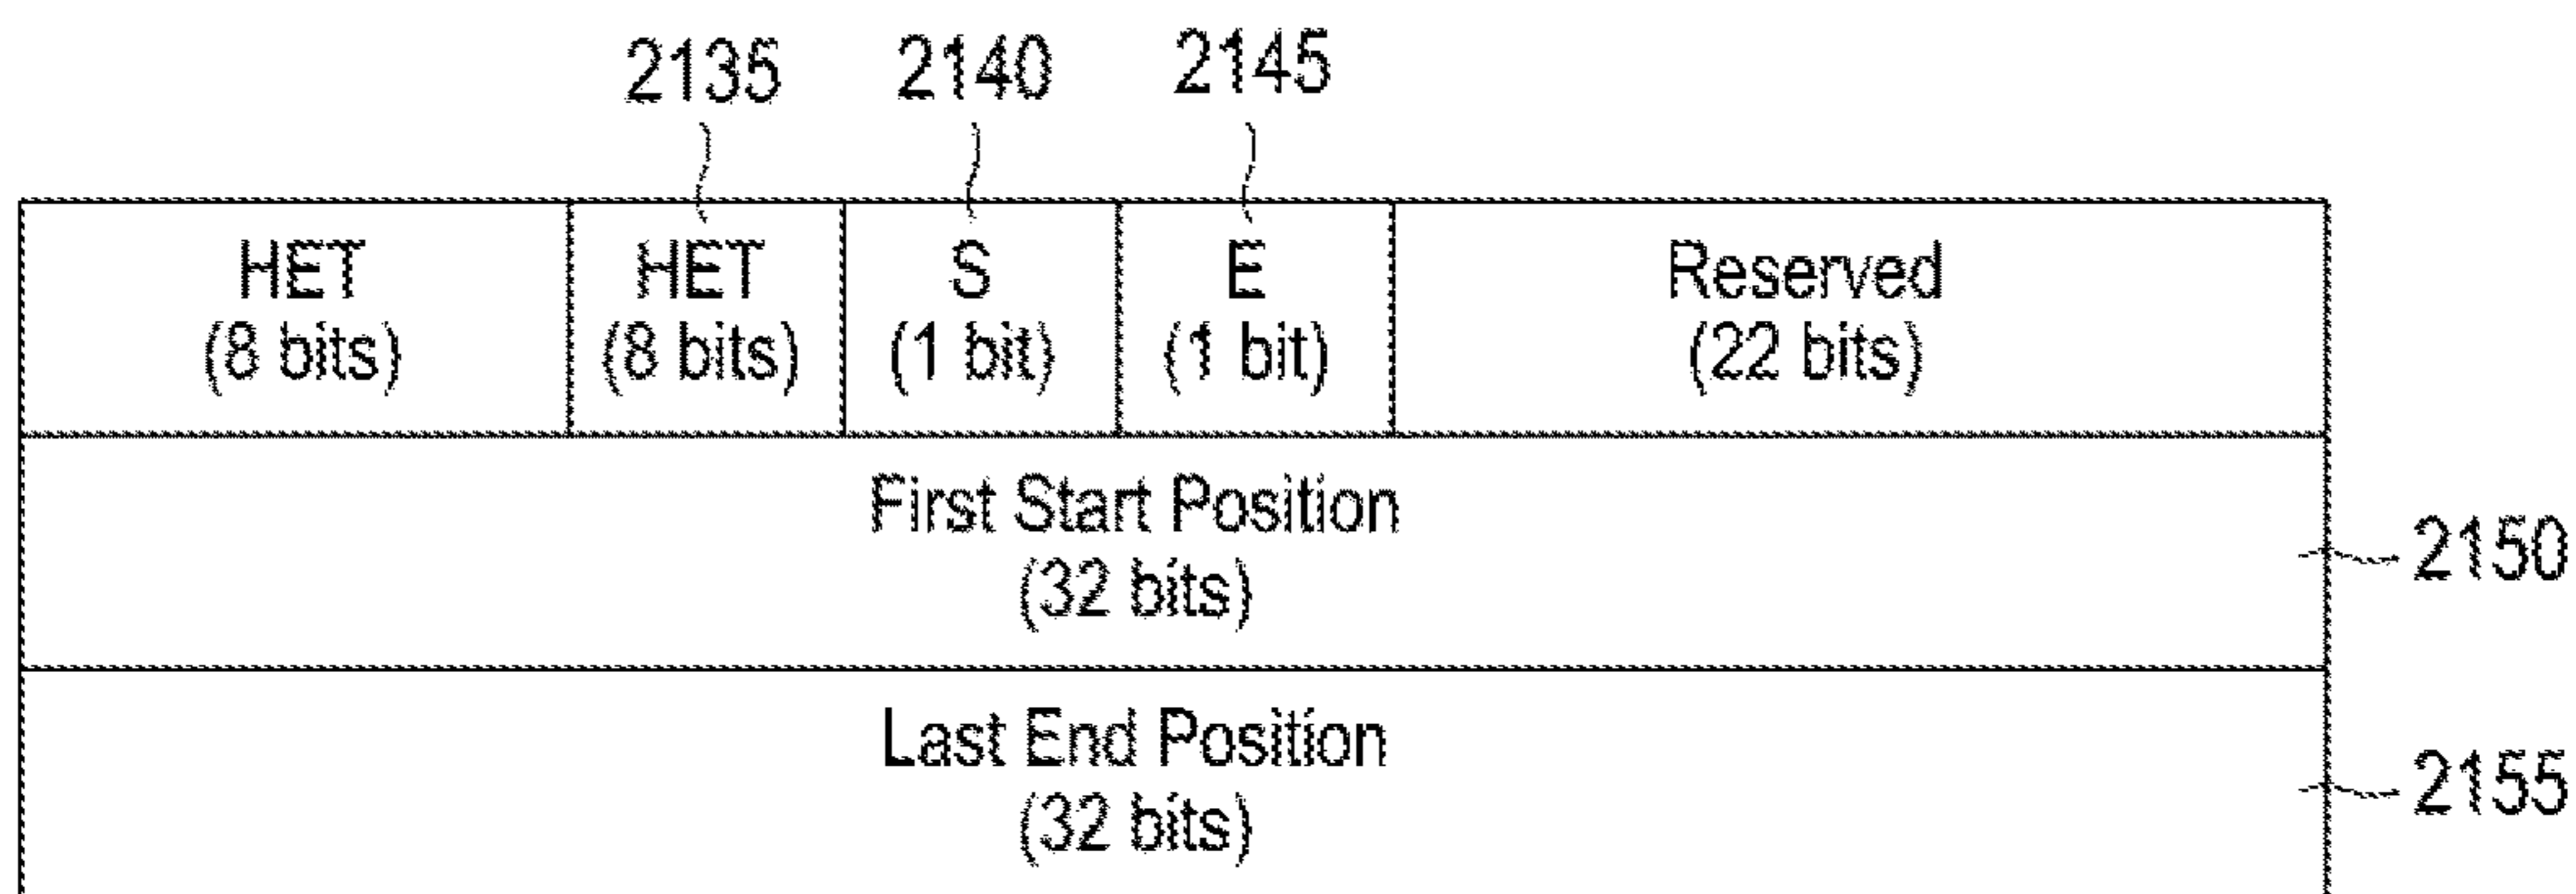 2135 2140 2145
HET HET S E Reserved
(8 bits) (8 bits) (1 bit) (1 bit) (22 bits)
First Start Position
(32 bits)
2150
Last End Position
(32 bits)
2155